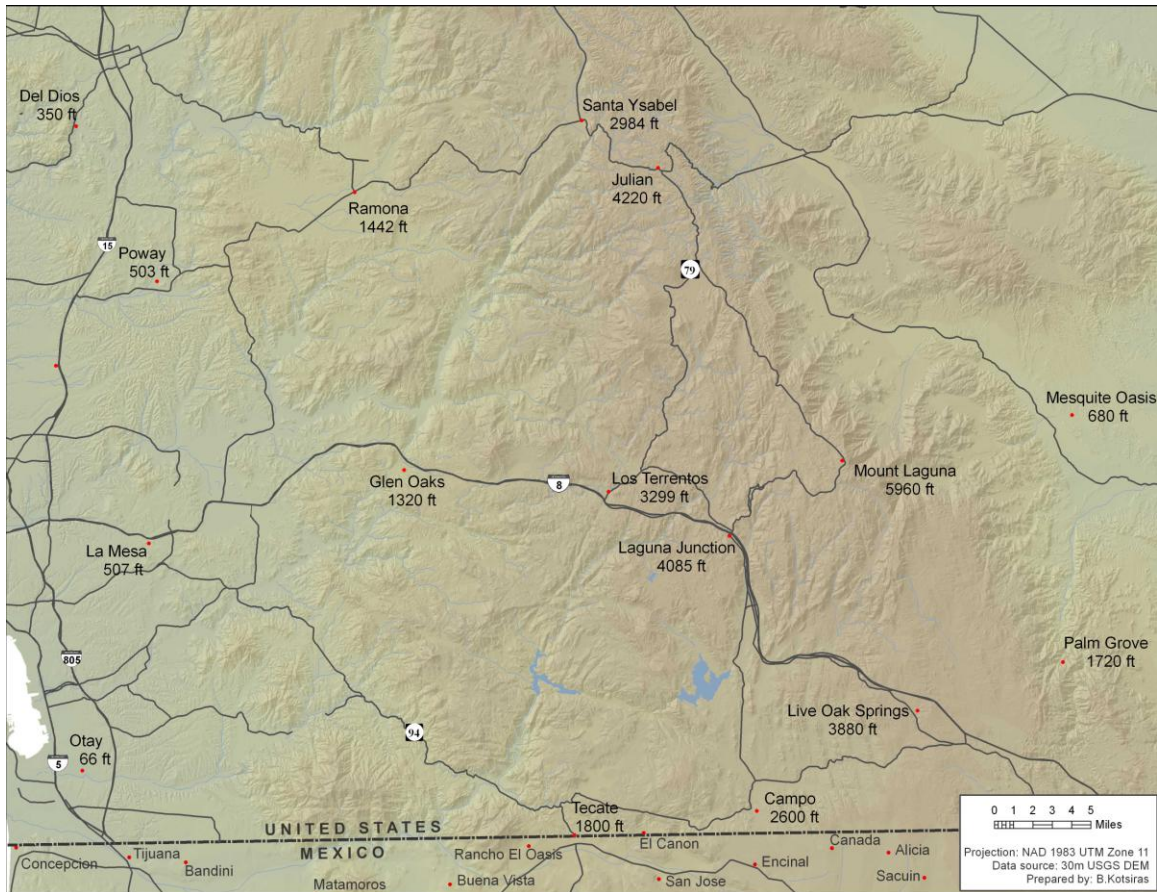 Del Dios
350 ft
Santa Ysabel
2984 ft
Julian
4220 ft
Ramona
1442 ft
15
Poway
503 ft
79
Mesquite Oasis
680 ft
Glen Oaks
1320 ft
8
Los Terrentos
3299 ft
Mount Laguna
5960 ft
La Mesa
507 ft
Laguna Junction
4085 ft
805
Palm Grove
1720 ft
Live Oak Springs
3880 ft
94
Otay
66 ft
5
Tecate
1800 ft
Campo
2600 ft
UNITED STATES
MEXICO
Concepcion
Tijuana
Bandini
Matamoros
Rancho El Oasis
Buena Vista
El Canon
San Jose
Encinal
Canada
Alicia
Sacuin
0 1 2 3 4 5
Miles
Projection: NAD 1983 UTM Zone 11
Data source: 30m USGS DEM
Prepared by: B.Kotsiras